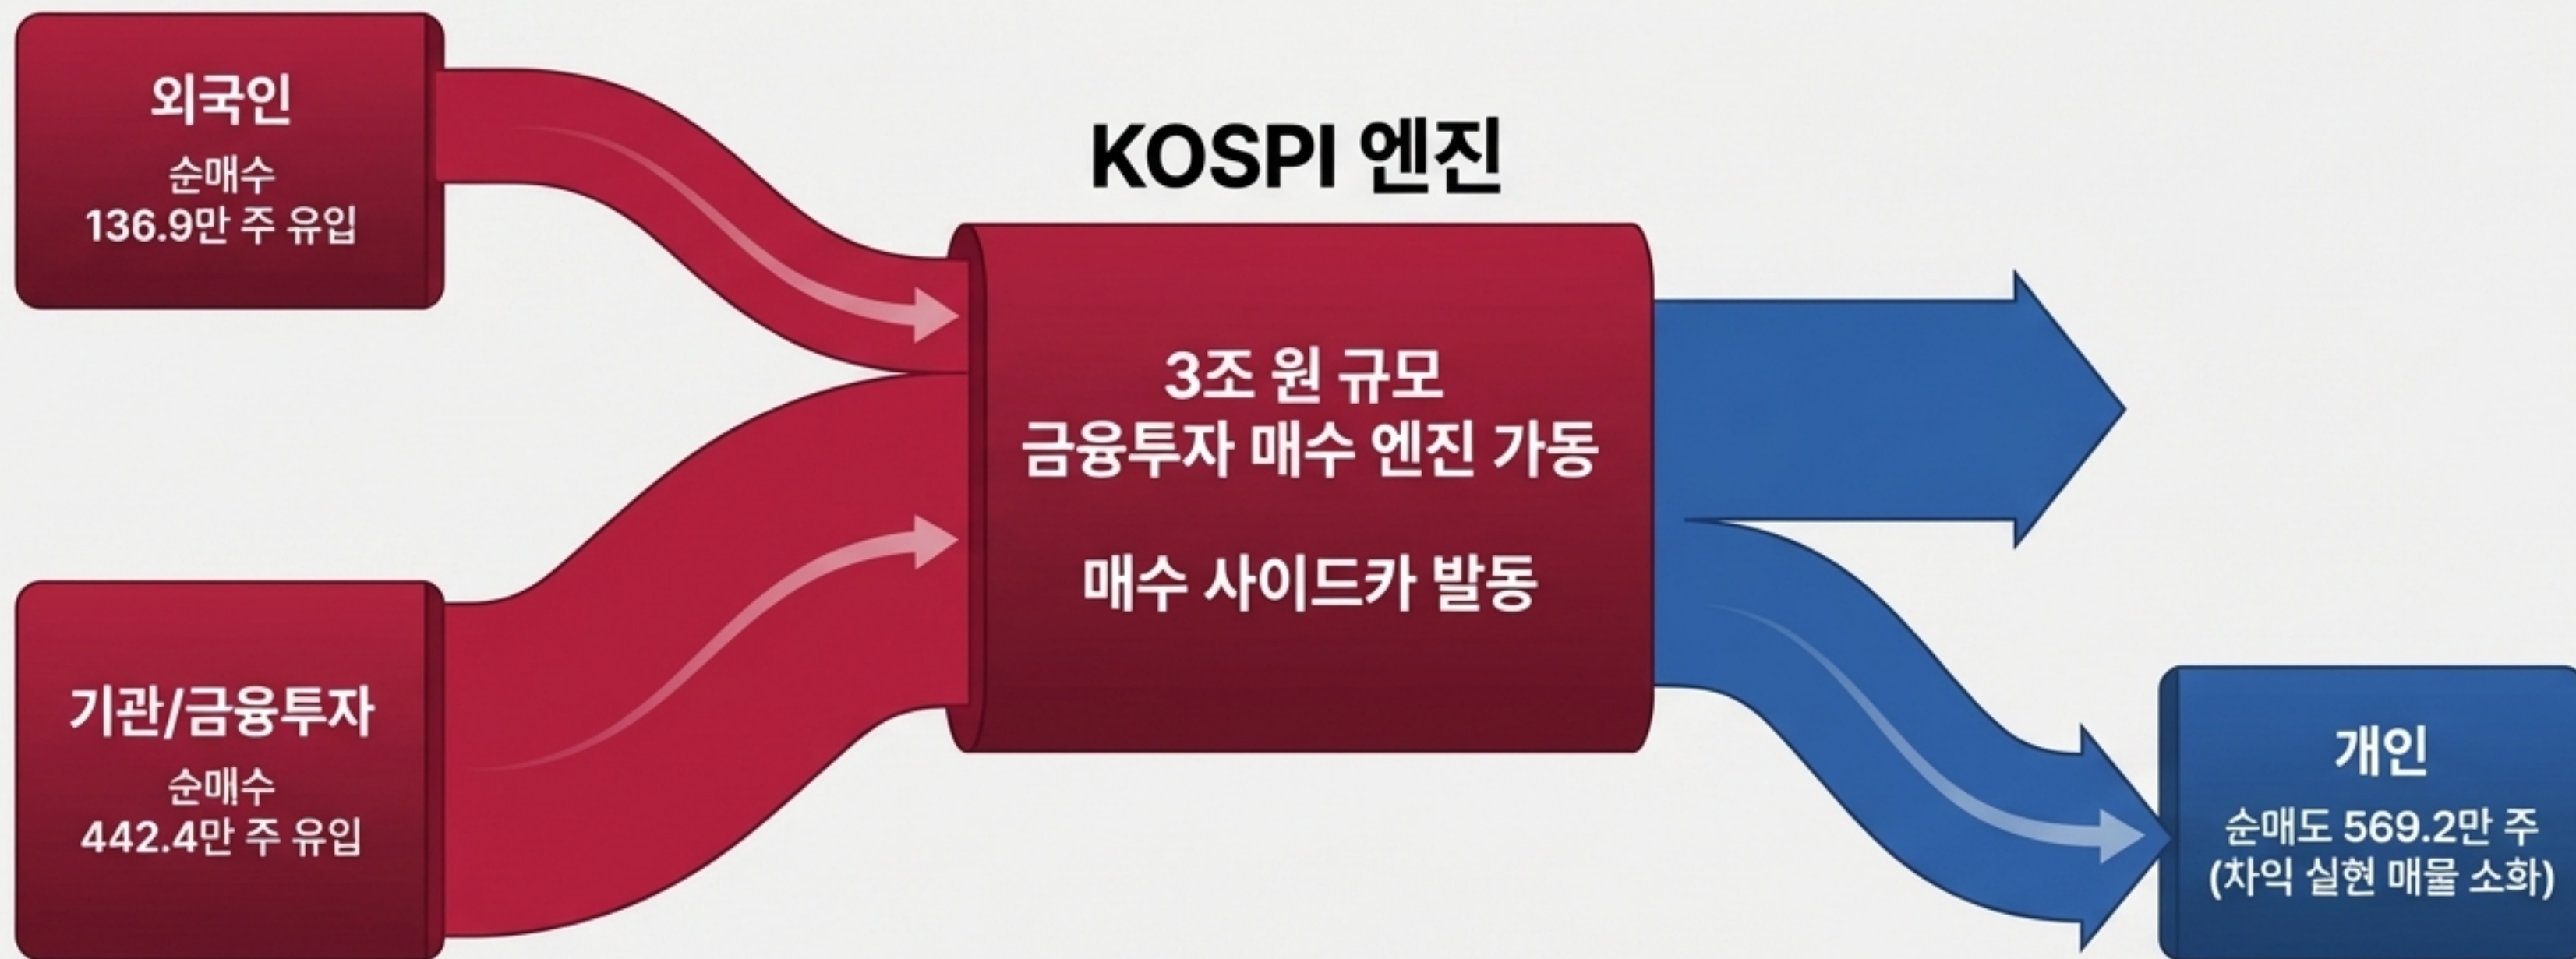 외국인
순매수
136.9만 주 유입
KOSPI 엔진
3조 원 규모
금융투자 매수 엔진 가동
매수 사이드카 발동
기관/금융투자
순매수
442.4만 주 유입
개인
순매도 569.2만 주
(차익 실현 매물 소화)